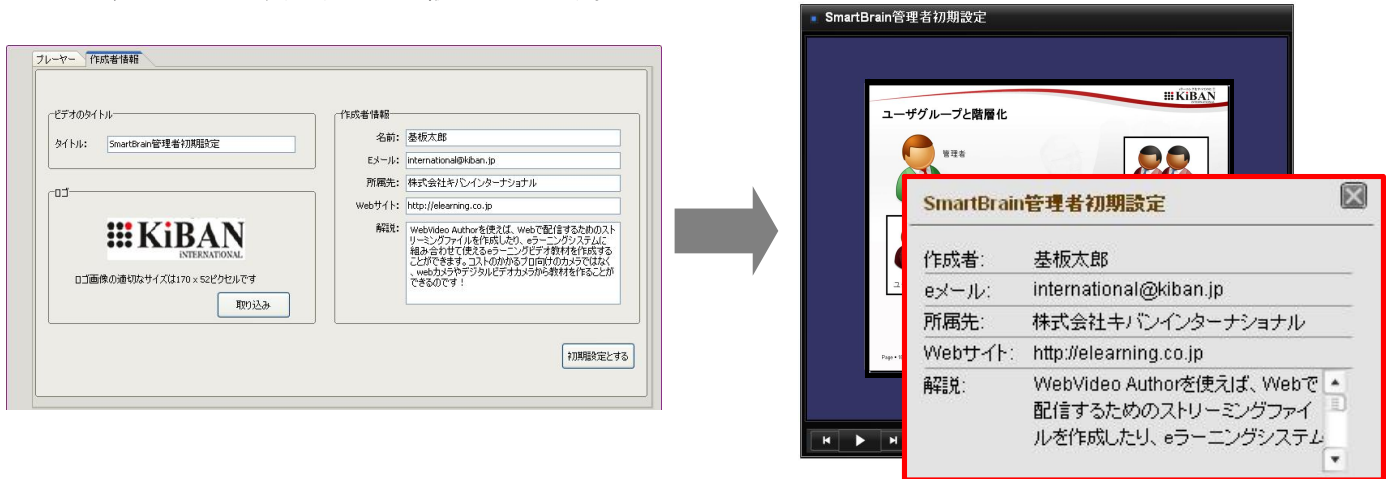 プレーヤー
作成者情報
ビデオのタイトル
タイトル:
SmartBrain管理者初期設定
ロゴ
KiBAN
INTERNATIONAL
ロゴ画像の適切なサイズは170 x 52ピクセルです
取り込み
作成者情報
名前:
基板太郎
Eメール:
international@kiban.jp
所属先:
株式会社キバンインターナショナル
Webサイト:
http://elearning.co.jp
解説:
WebVideo Authorを使えば、Webで配信するためのスト
リーミングファイルを作成したり、eラーニングシステムに
組み合わせて使えるeラーニングビデオ教材を作成する
ことができます。コストのかかるプロ向けのカメラではなく
、webカメラやデジタルビデオカメラから教材を作ることが
できるのです！
初期設定とする
SmartBrain管理者初期設定
KiBAN
ユーザグループと階層化
管理者
SmartBrain管理者初期設定
作成者:
基板太郎
eメール:
international@kiban.jp
所属先:
株式会社キバンインターナショナル
Webサイト:
http://elearning.co.jp
解説:
WebVideo Authorを使えば、Webで
配信するためのストリーミングファイ
ルを作成したり、eラーニングシステム